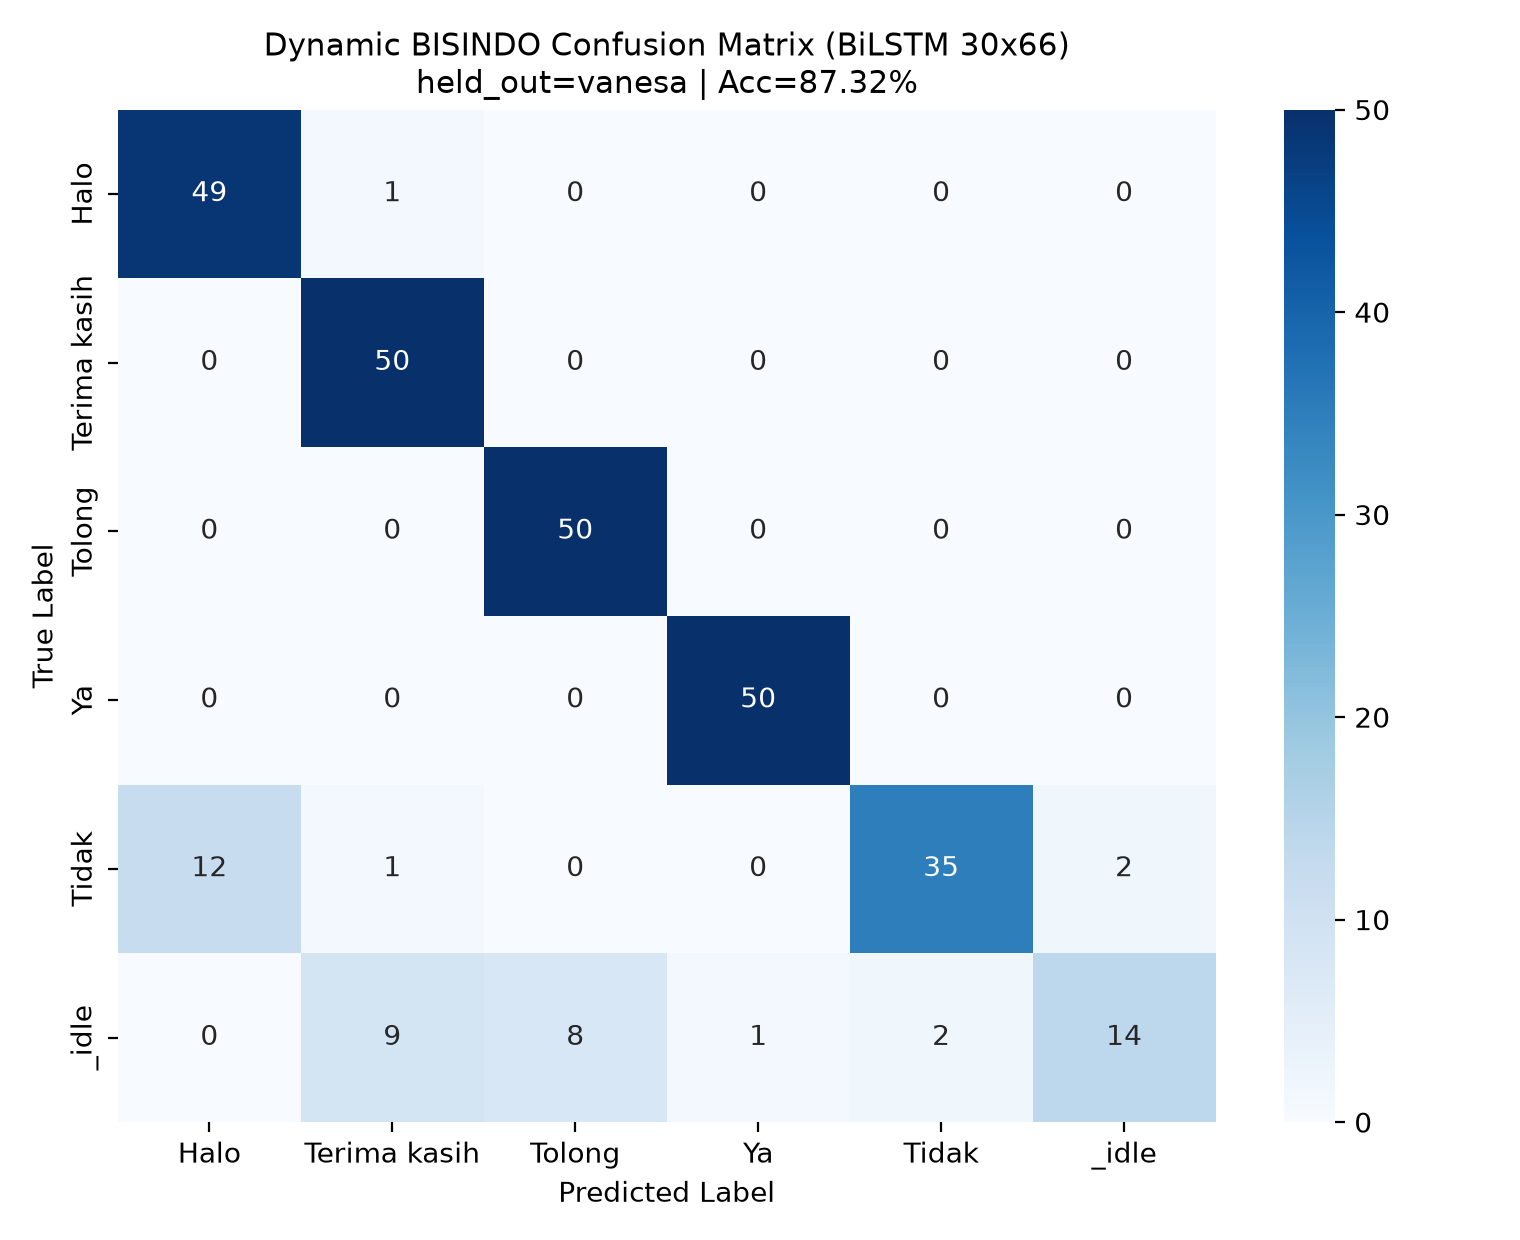 Dynamic BISINDO Confusion Matrix (BiLSTM 30x66)
held_out=vanesa | Acc=87.32%
True Label
Halo 49 1 0 0 0 0
Terima kasih 0 50 0 0 0 0
Tolong 0 0 50 0 0 0
Ya 0 0 0 50 0 0
Tidak 12 1 0 0 35 2
_idle 0 9 8 1 2 14
Halo Terima kasih Tolong Ya Tidak _idle
Predicted Label
50
40
30
20
10
0